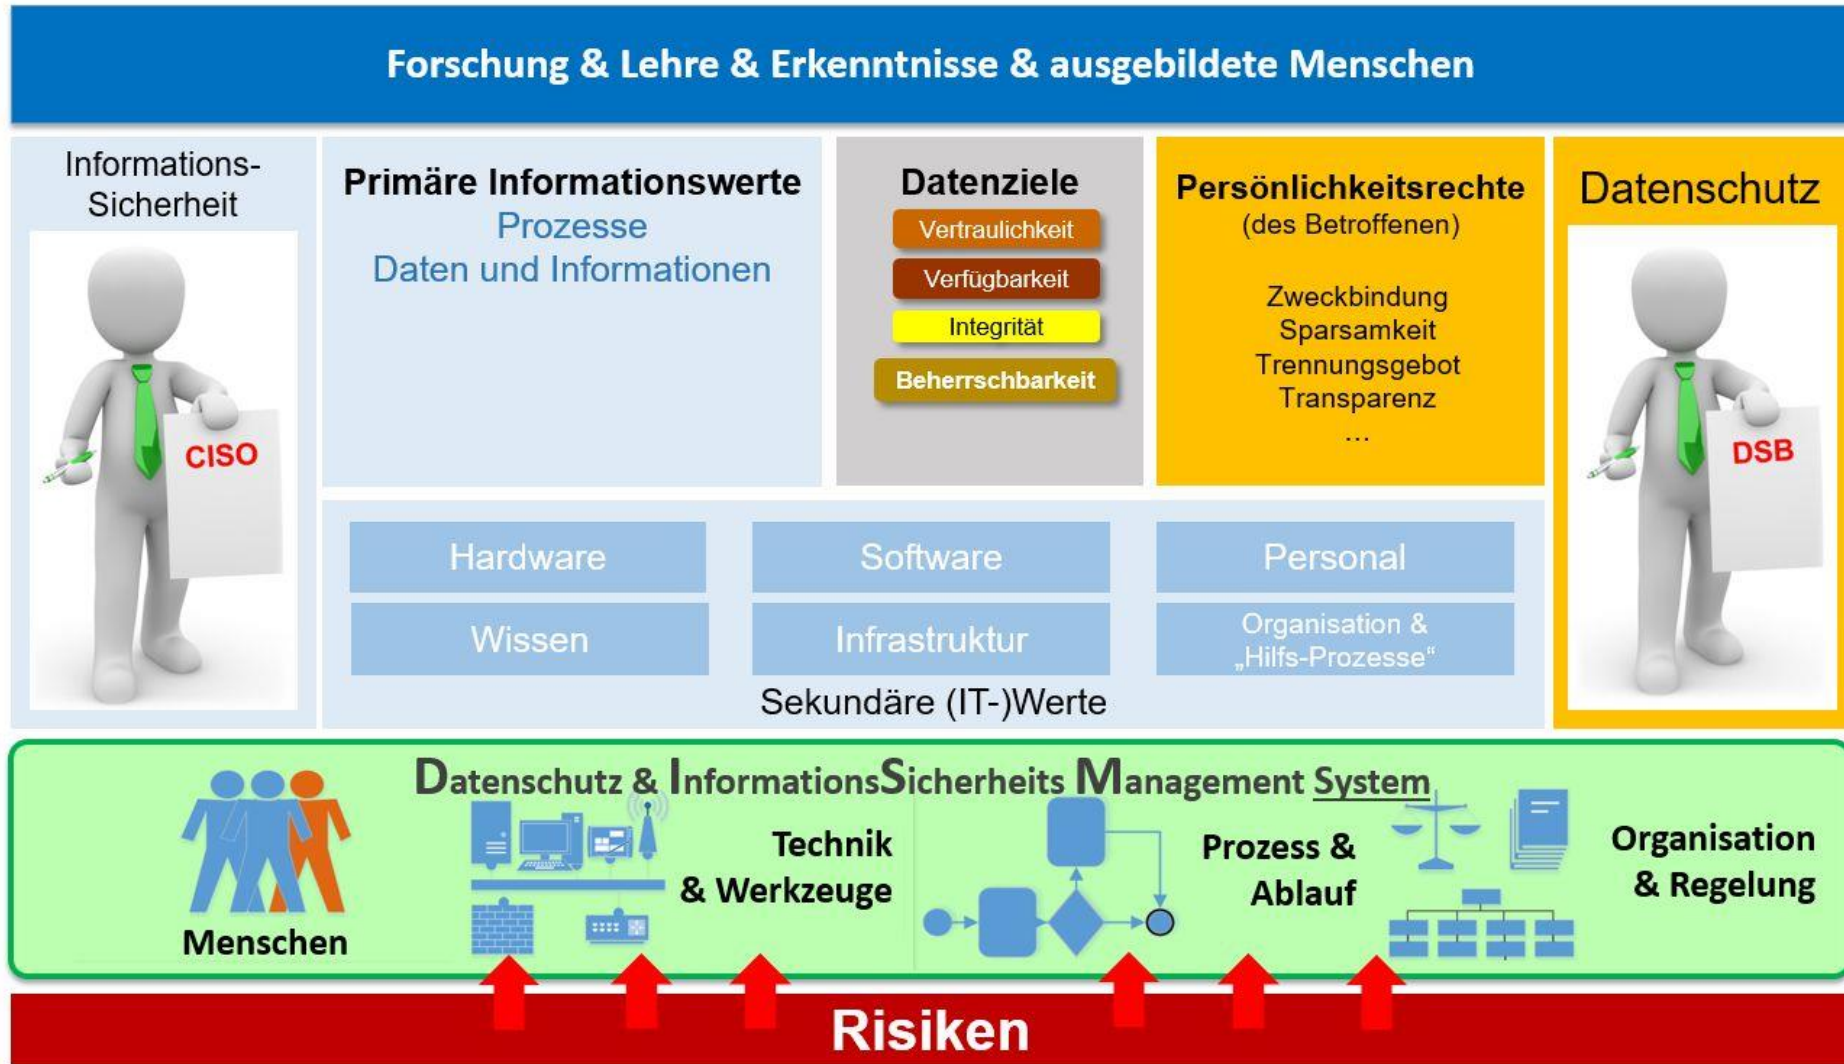 Forschung & Lehre & Erkenntnisse & ausgebildete Menschen
Informations-
Sicherheit
CISO
Primäre Informationswerte
Prozesse
Daten und Informationen
Datenziele
Vertraulichkeit
Verfügbarkeit
Integrität
Beherrschbarkeit
Persönlichkeitsrechte
(des Betroffenen)
Zweckbindung
Sparsamkeit
Trennungsgebot
Transparenz
...
Datenschutz
DSB
Hardware
Software
Personal
Wissen
Infrastruktur
Organisation &
„Hilfs-Prozesse“
Sekundäre (IT-)Werte
Datenschutz & InformationsSicherheits Management System
Menschen
Technik
& Werkzeuge
Prozess &
Ablauf
Organisation
& Regelung
Risiken